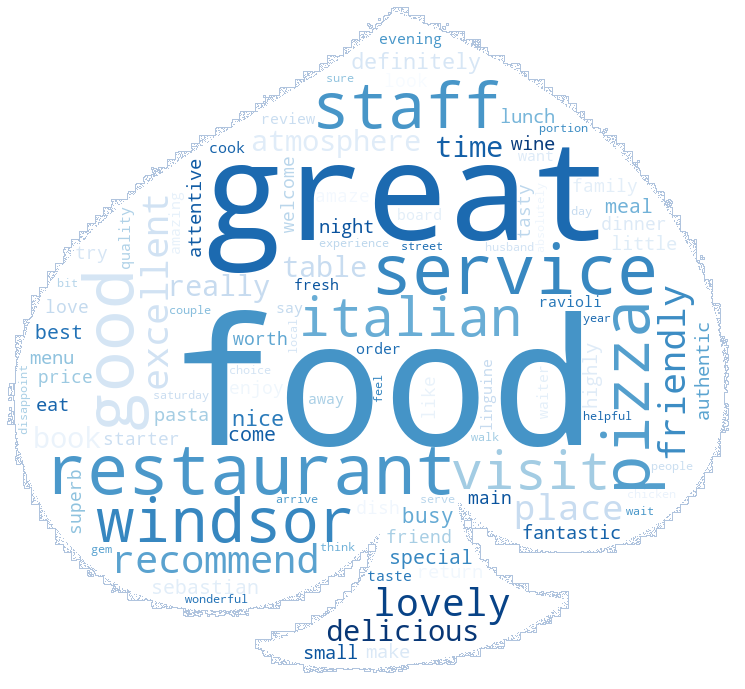 evening
definitely
sure
staff
lunch
review
portion
atmosphere
time
wine
cook
great
want
attentive
welcome
amaze
family
tasty
absolutely
day
board
meal
night
dinner
little
quality
amazing
excellent
experience
street
husband
service
try
table
really
fresh
bit
good
love
couple
say
italian
ravioli
year
pizza
friendly
authentic
best
worth
local
order
menu
food
price
choice
enjoy
feel
like
linguine
waiter
highly
disappoint
saturday
eat
pasta
away
nice
helpful
book
starter
come
walk
restaurant
visit
people
superb
arrive
serve
main
chicken
windsor
dish
busy
place
wait
fantastic
gem
recommend
think
friend
special
sebastian
taste
return
wonderful
lovely
delicious
small
make